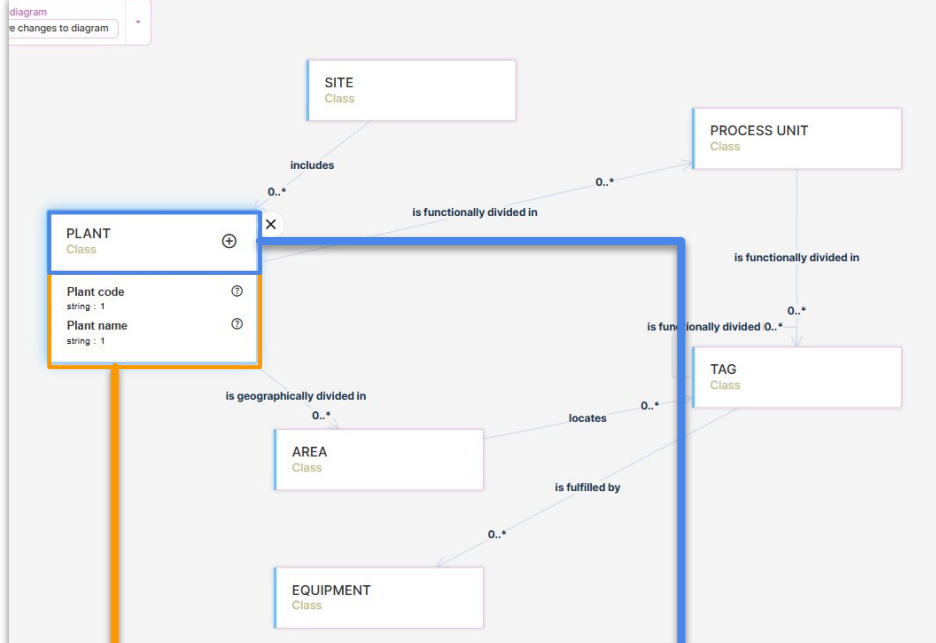 diagram
e changes to diagram
SITE
Class
PROCESS UNIT
Class
includes
0..*
0..*
is functionally divided in
PLANT
Class
is functionally divided in
Plant code
string : 1
Plant name
string : 1
0..*
is functionally divided 0..*
TAG
Class
is geographically divided in
0..*
0..*
locates
AREA
Class
is fulfilled by
0..*
EQUIPMENT
Class